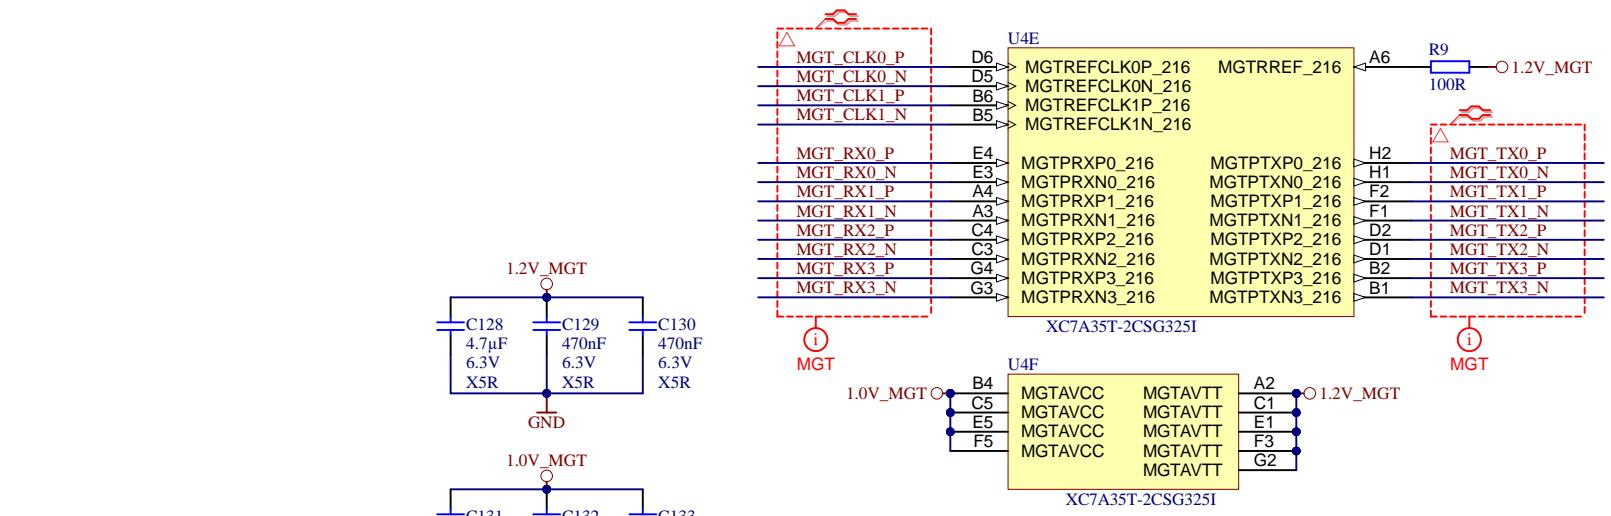 U4E
MGT_CLK0_P D6 MGTREFCLK0P_216 MGTRREF_216 A6 R9 100R 1.2V_MGT
MGT_CLK0_N D5 MGTREFCLK0N_216
MGT_CLK1_P B6 MGTREFCLK1P_216
MGT_CLK1_N B5 MGTREFCLK1N_216
MGT_RX0_P E4 MGTPRXP0_216 MGTPTXP0_216 H2 MGT_TX0_P
MGT_RX0_N E3 MGTPRXN0_216 MGTPTXN0_216 H1 MGT_TX0_N
MGT_RX1_P A4 MGTPRXP1_216 MGTPTXP1_216 F2 MGT_TX1_P
MGT_RX1_N A3 MGTPRXN1_216 MGTPTXN1_216 F1 MGT_TX1_N
MGT_RX2_P C4 MGTPRXP2_216 MGTPTXP2_216 D2 MGT_TX2_P
MGT_RX2_N C3 MGTPRXN2_216 MGTPTXN2_216 D1 MGT_TX2_N
MGT_RX3_P G4 MGTPRXP3_216 MGTPTXP3_216 B2 MGT_TX3_P
MGT_RX3_N G3 MGTPRXN3_216 MGTPTXN3_216 B1 MGT_TX3_N
XC7A35T-2CSG325I
i
MGT
i
MGT
1.2V_MGT
C128 C129 C130
4.7µF 470nF 470nF
6.3V 6.3V 6.3V
X5R X5R X5R
GND
U4F
1.0V_MGT B4 MGTAVCC MGTAVTT A2 1.2V_MGT
C5 MGTAVCC MGTAVTT C1
E5 MGTAVCC MGTAVTT E1
F5 MGTAVCC MGTAVTT F3
MGTAVTT G2
XC7A35T-2CSG325I
1.0V_MGT
C131 C132 C133